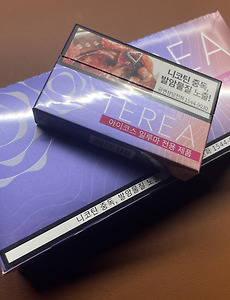 니코틴 중독,
발암물질 노출!
TEREA
아이코스 일루마 전용 제품
EA
니코틴 중독, 발암물질 노
1544